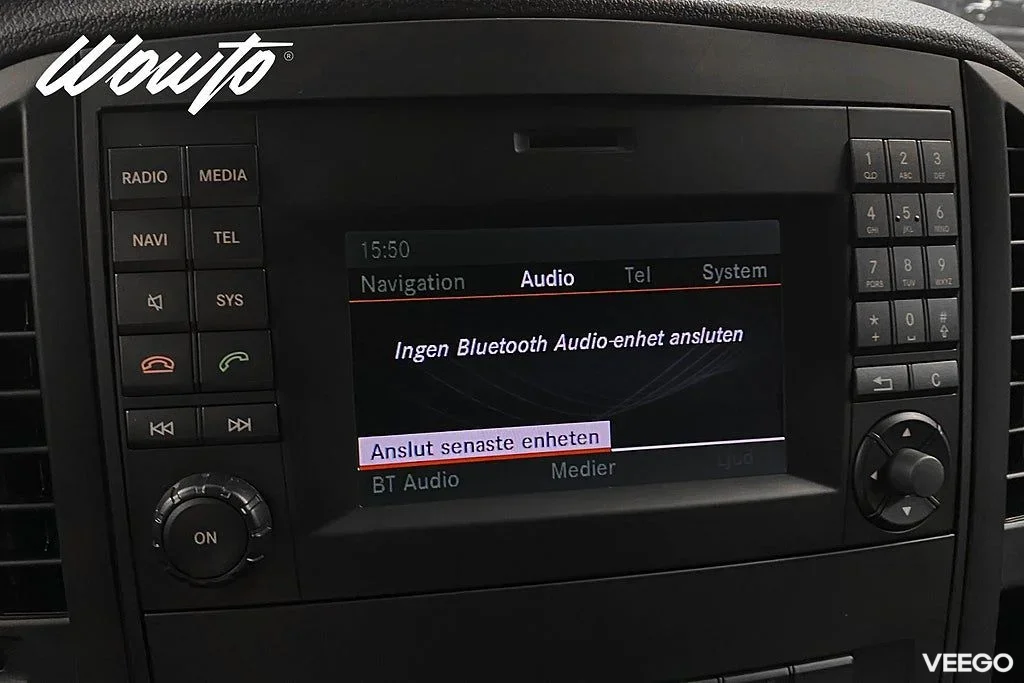 Wowto®
RADIO
MEDIA
NAVI
TEL
SYS
ON
15:50
Navigation Audio Tel System
Ingen Bluetooth Audio-enhet ansluten
Anslut senaste enheten
BT Audio Medier Ljud
1 2 ABC 3 DEF
4 GHI 5 JKL 6 MNO
7 PQRS 8 TUV 9 WXYZ
* + 0 #
C
VEEGO